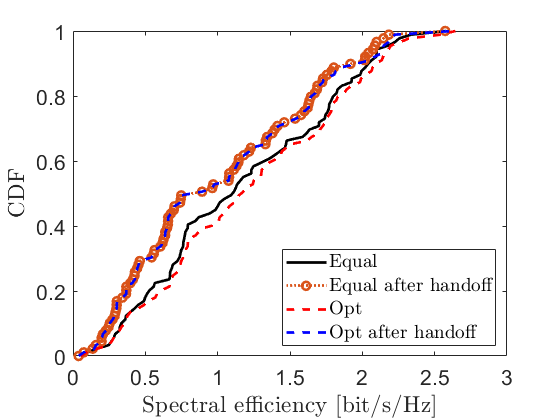 1
0.8
0.6
0.4
0.2
0
CDF
Equal
Equal after handoff
Opt
Opt after handoff
0 0.5 1 1.5 2 2.5 3
Spectral efficiency [bit/s/Hz]